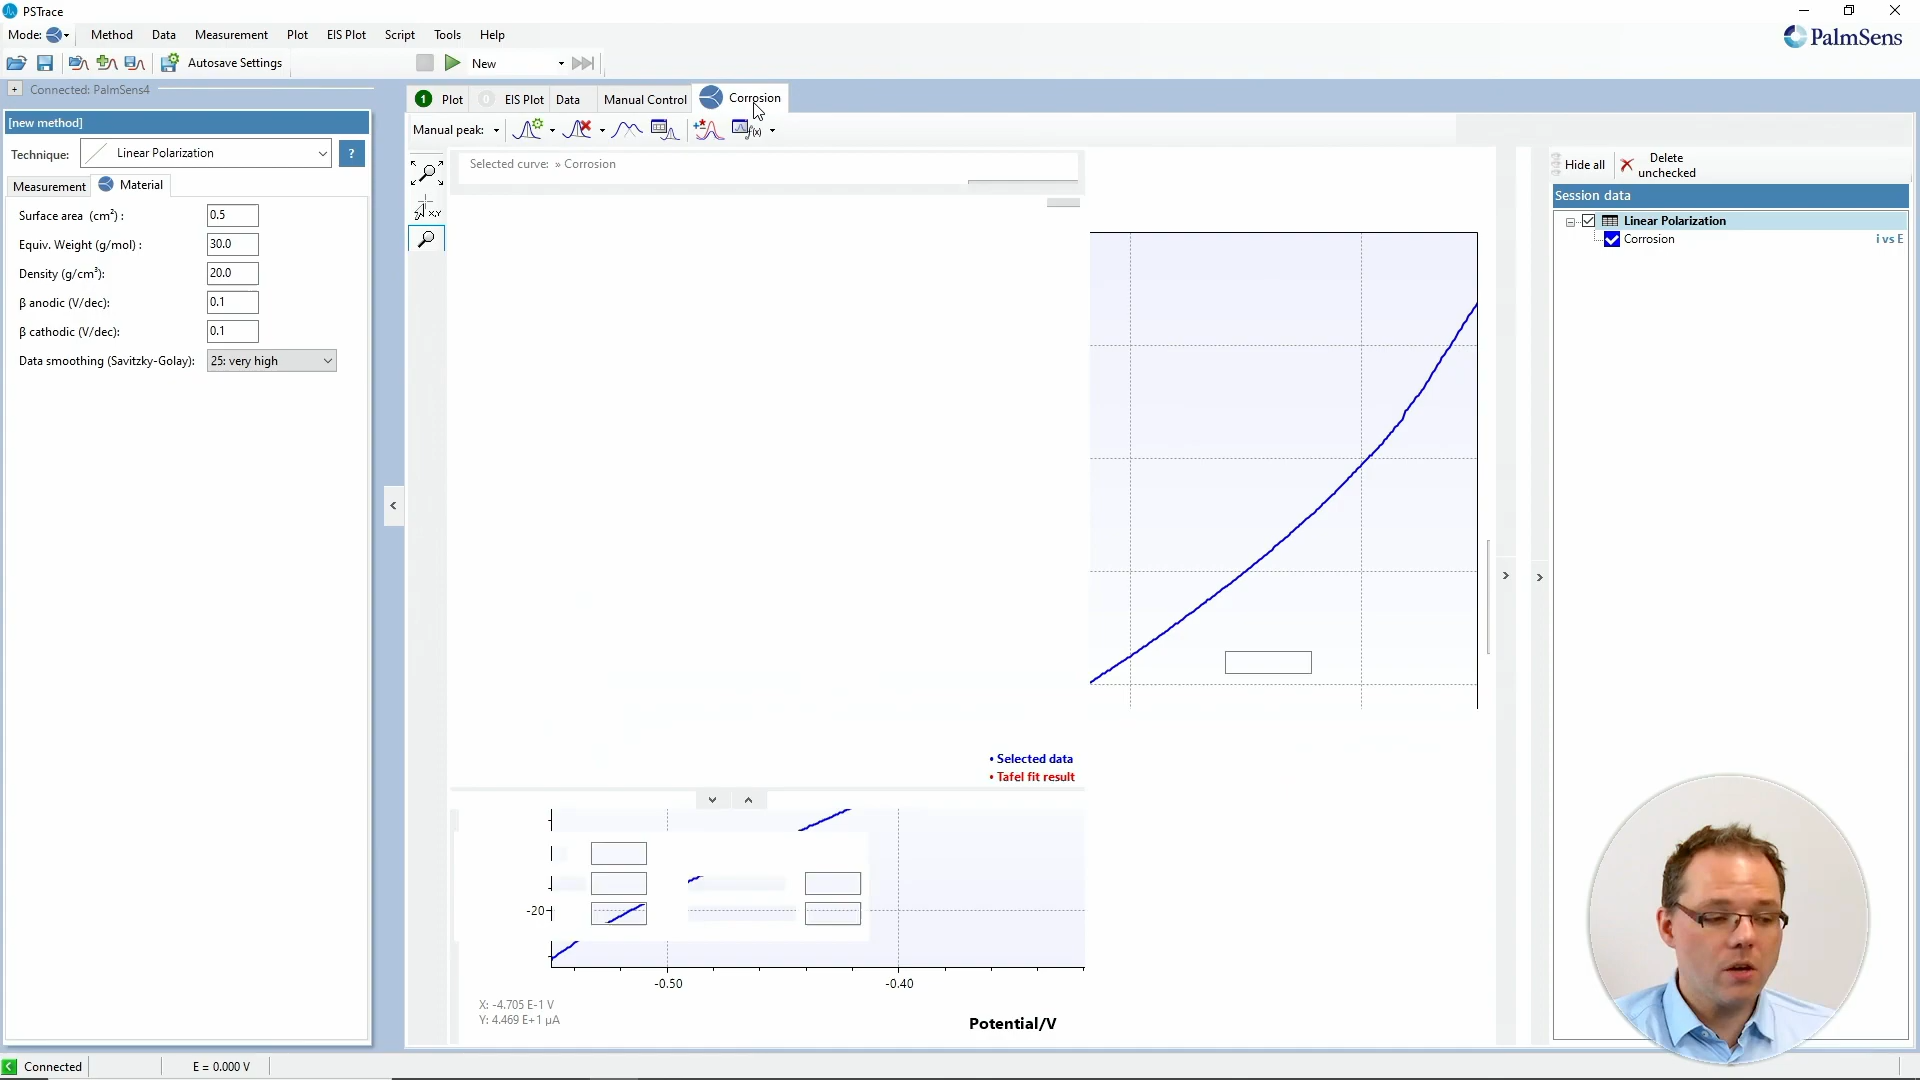 PSTrace
Mode: Method Data Measurement Plot EIS Plot Script Tools Help
PalmSens
Autosave Settings New
Connected: PalmSens4
1 Plot 0 EIS Plot Data Manual Control Corrosion
[new method]
Manual peak:
Technique: Linear Polarization ?
Measurement Material
Surface area (cm²) : 0.5
Equiv. Weight (g/mol) : 30.0
Density (g/cm³): 20.0
β anodic (V/dec): 0.1
β cathodic (V/dec): 0.1
Data smoothing (Savitzky-Golay): 25: very high
Selected curve: » Corrosion
• Selected data
• Tafel fit result
-20
-0.50 -0.40
X: -4.705 E-1 V
Y: 4.469 E+1 µA
Potential/V
Hide all Delete unchecked
Session data
Linear Polarization
Corrosion i vs E
Connected E = 0.000 V